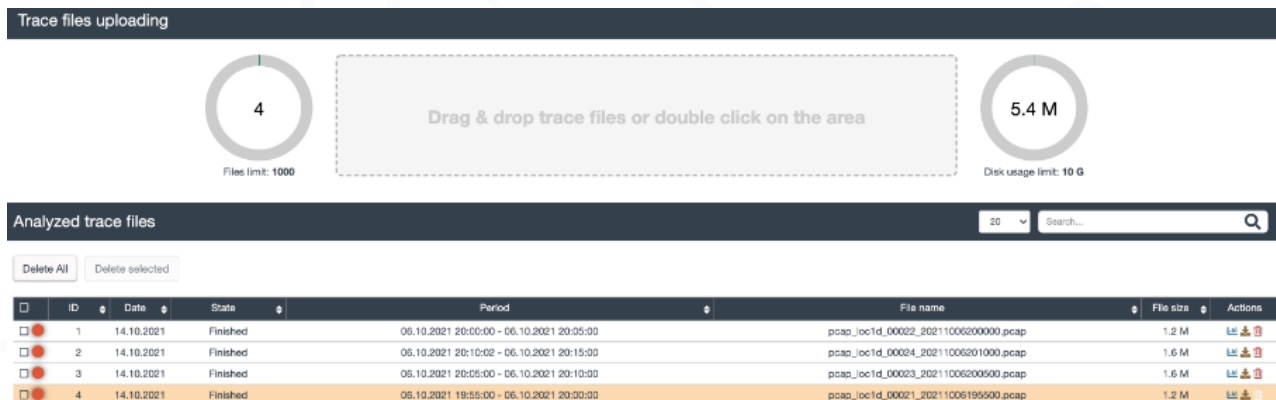 Trace files uploading
4
Drag & drop trace files or double click on the area
5.4 M
Files limit: 1000
Disk usage limit: 10 G
Analyzed trace files
20
Search...
Delete All Delete selected
ID Date State Period File name File size Actions
1 14.10.2021 Finished 06.10.2021 20:00:00 - 06.10.2021 20:05:00 pcap_loc1d_00022_20211006200000.pcap 1.2 M
2 14.10.2021 Finished 06.10.2021 20:10:02 - 06.10.2021 20:15:00 pcap_loc1d_00024_20211006201000.pcap 1.6 M
3 14.10.2021 Finished 06.10.2021 20:05:00 - 06.10.2021 20:10:00 pcap_loc1d_00023_20211006200500.pcap 1.6 M
4 14.10.2021 Finished 06.10.2021 19:55:00 - 06.10.2021 20:00:00 pcap_loc1d_00021_20211006195500.pcap 1.2 M